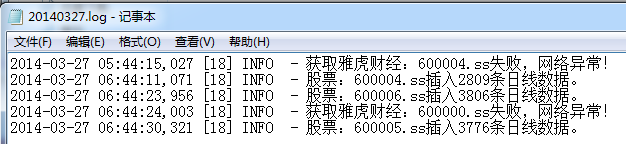 20140327.log - 记事本
文件(F) 编辑(E) 格式(O) 查看(V) 帮助(H)
2014-03-27 05:44:15,027 [18] INFO  - 获取雅虎财经：600004.ss失败，网络异常！
2014-03-27 06:44:11,071 [18] INFO  - 股票：600004.ss插入2809条日线数据。
2014-03-27 06:44:23,956 [18] INFO  - 股票：600006.ss插入3806条日线数据。
2014-03-27 06:44:24,003 [18] INFO  - 获取雅虎财经：600000.ss失败，网络异常！
2014-03-27 06:44:30,321 [18] INFO  - 股票：600005.ss插入3776条日线数据。